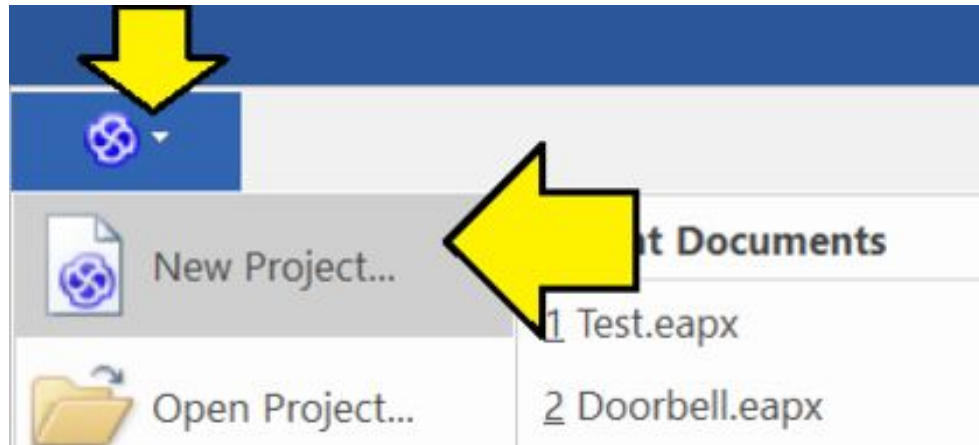 New Project...
Open Project...
t Documents
1 Test.eapx
2 Doorbell.eapx